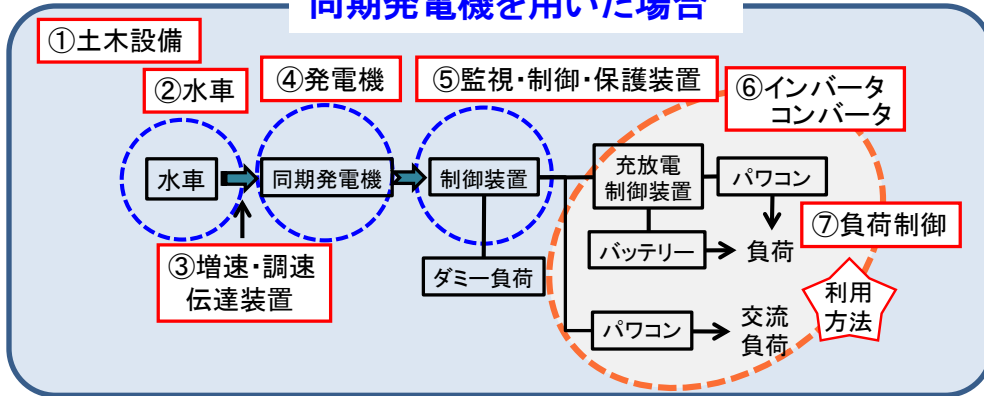 同期発電機を用いた場合
①土木設備
②水車
④発電機
⑤監視・制御・保護装置
⑥インバータ
コンバータ
水車
同期発電機
制御装置
充放電
制御装置
パワコン
⑦負荷制御
③増速・調速
伝達装置
ダミー負荷
バッテリー
負荷
利用
方法
パワコン
交流
負荷